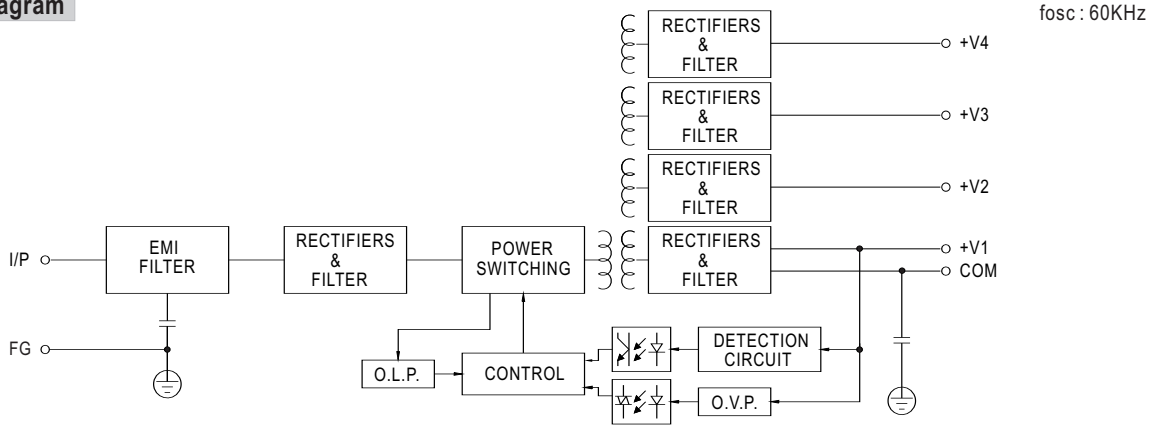 agram
fosc : 60KHz
RECTIFIERS
&
FILTER
+V4
RECTIFIERS
&
FILTER
+V3
RECTIFIERS
&
FILTER
+V2
I/P
EMI
FILTER
RECTIFIERS
&
FILTER
POWER
SWITCHING
RECTIFIERS
&
FILTER
+V1
COM
FG
O.L.P.
CONTROL
DETECTION
CIRCUIT
O.V.P.